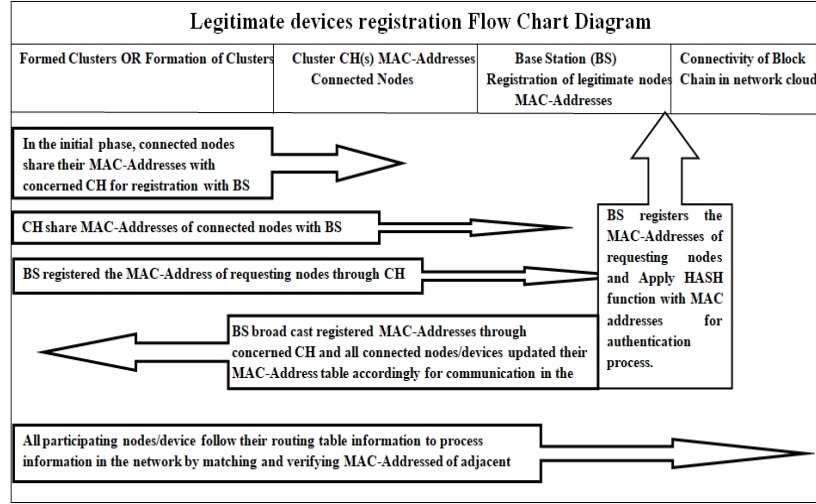 Legitimate devices registration Flow Chart Diagram
Formed Clusters OR Formation of Clusters
Cluster CH(s) MAC-Addresses
Connected Nodes
Base Station (BS)
Registration of legitimate nodes
MAC-Addresses
Connectivity of Block
Chain in network cloud
In the initial phase, connected nodes
share their MAC-Addresses with
concerned CH for registration with BS
CH share MAC-Addresses of connected nodes with BS
BS registered the MAC-Address of requesting nodes through CH
BS registers the
MAC-Addresses of
requesting nodes
and Apply HASH
function with MAC
addresses for
authentication
process.
BS broad cast registered MAC-Addresses through
concerned CH and all connected nodes/devices updated their
MAC-Address table accordingly for communication in the
All participating nodes/device follow their routing table information to process
information in the network by matching and verifying MAC-Addressed of adjacent